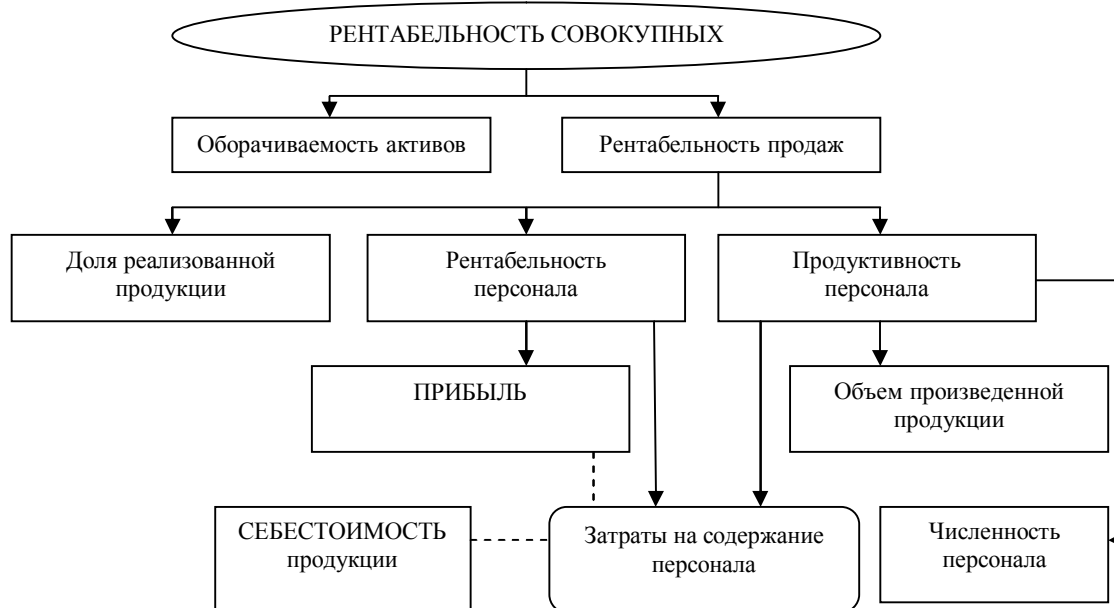 РЕНТАБЕЛЬНОСТЬ СОВОКУПНЫХ
Оборачиваемость активов
Рентабельность продаж
Доля реализованной
продукции
Рентабельность
персонала
Продуктивность
персонала
ПРИБЫЛЬ
Объем произведенной
продукции
СЕБЕСТОИМОСТЬ
продукции
Затраты на содержание
персонала
Численность
персонала